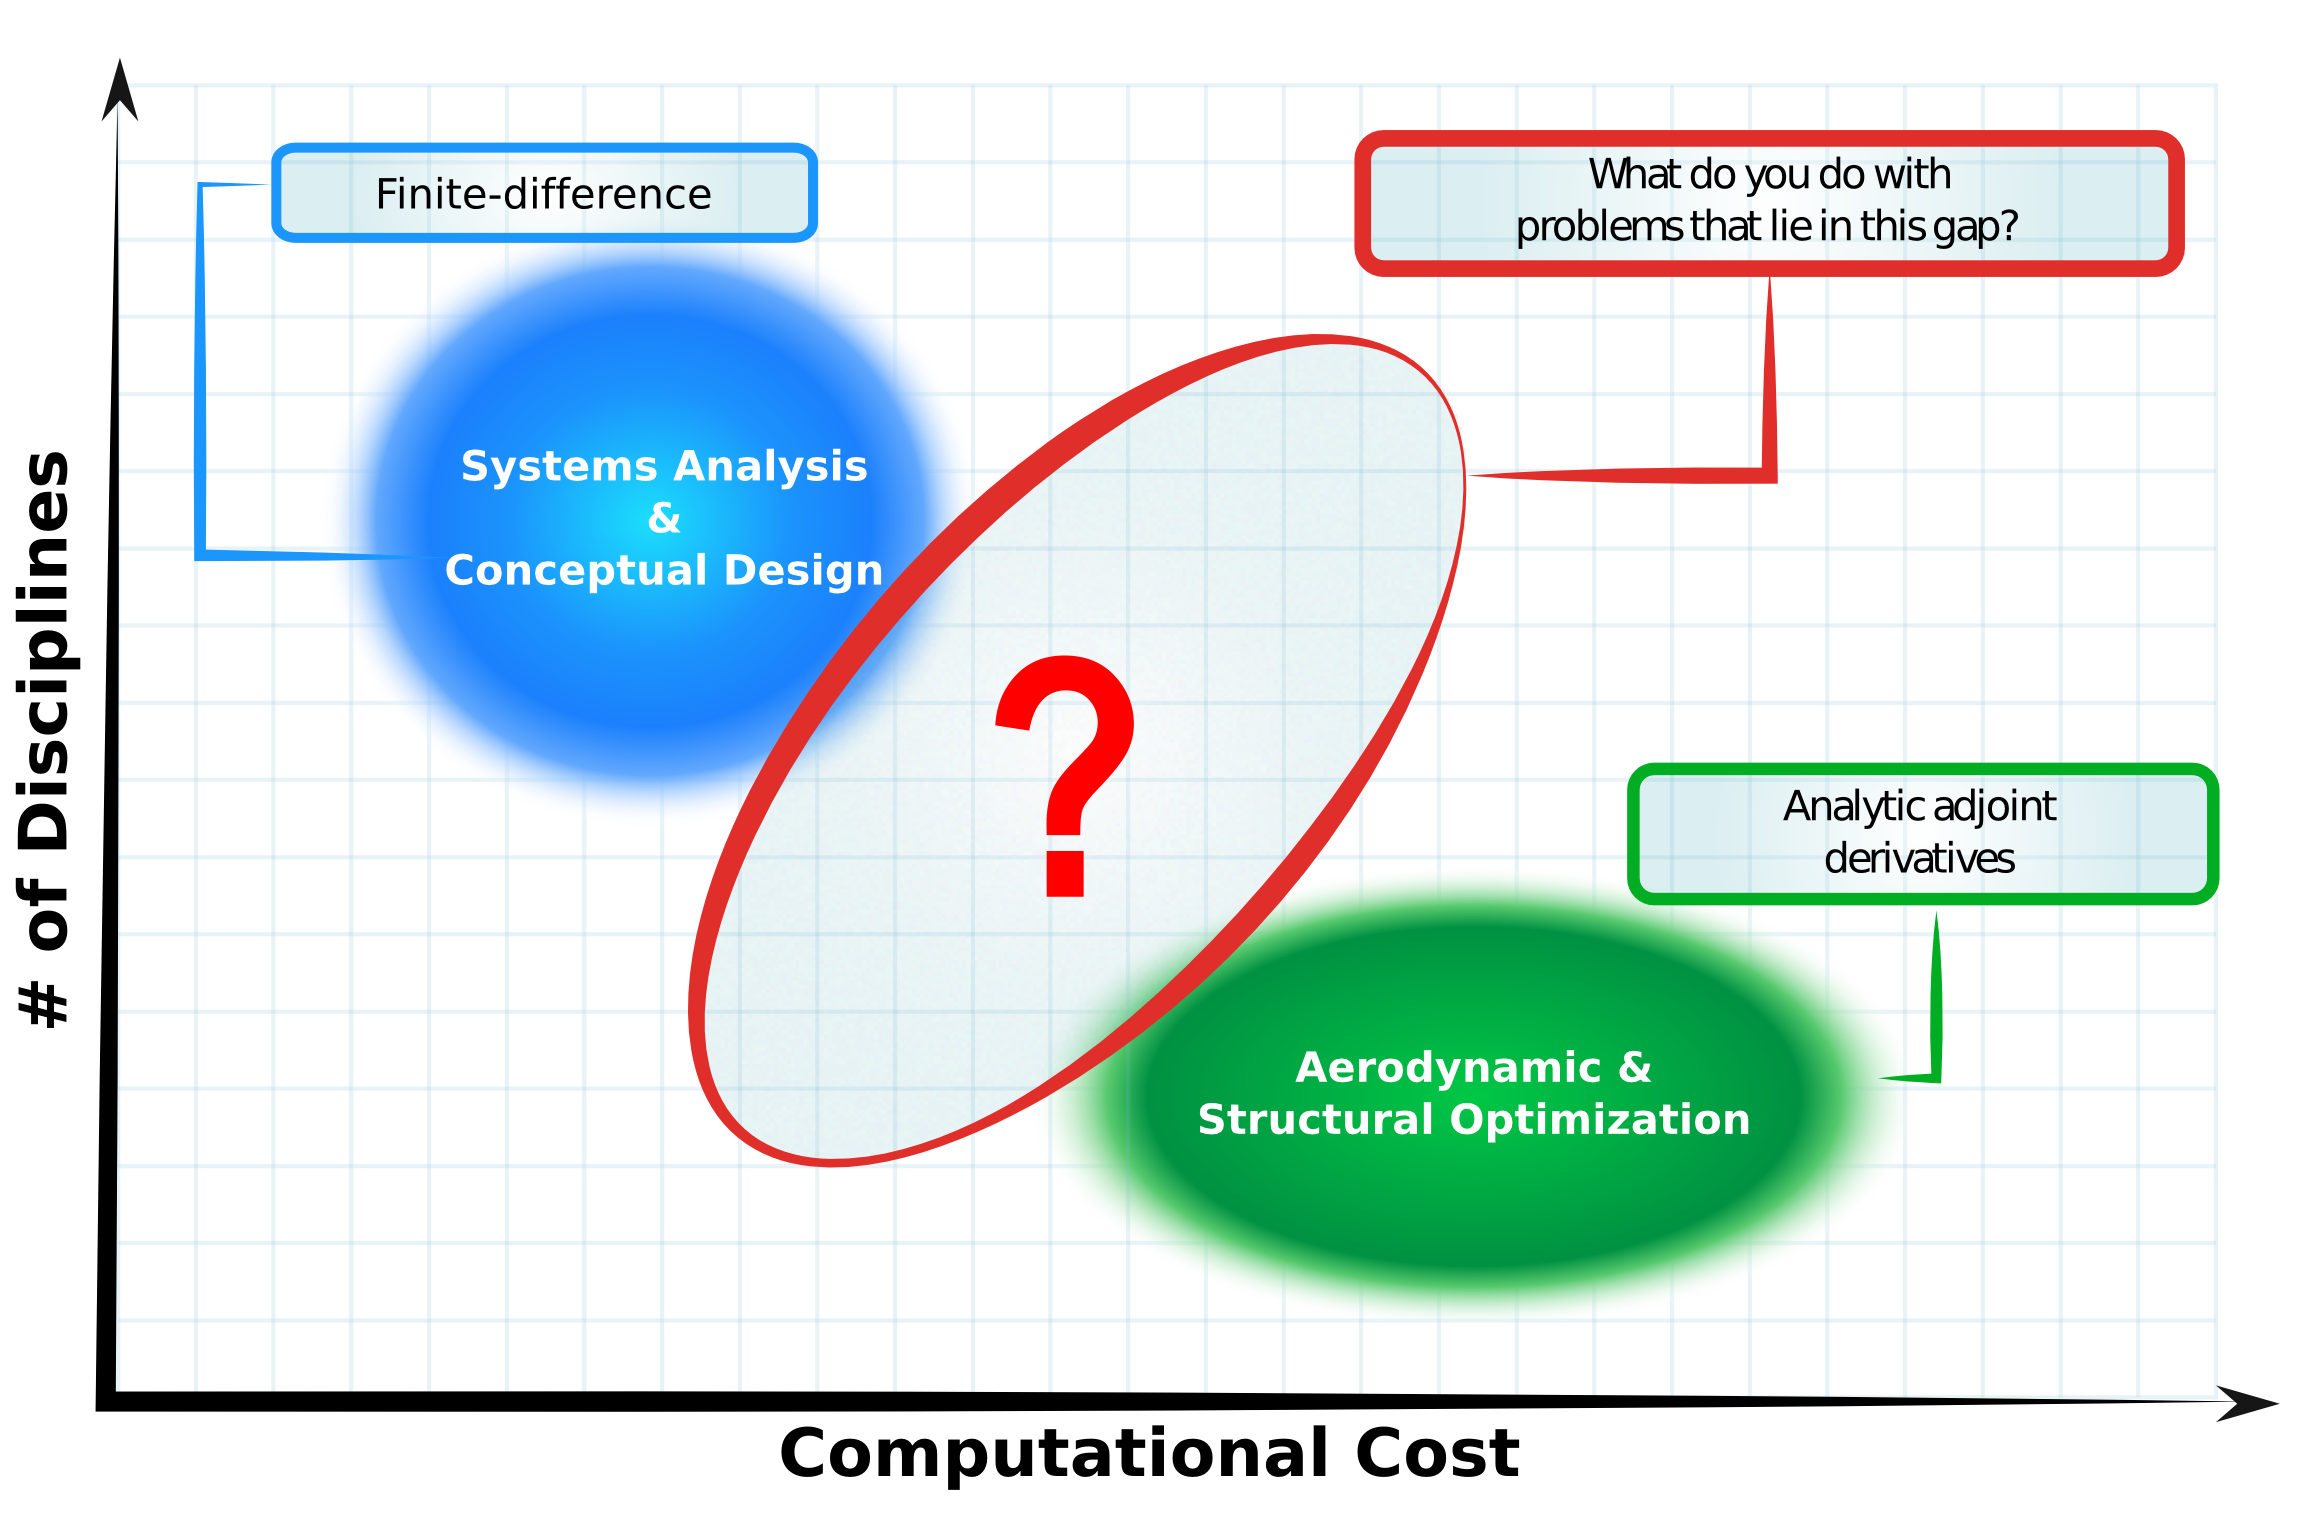 Finite-difference
What do you do with
problems that lie in this gap?
Systems Analysis
&
Conceptual Design
?
Analytic adjoint
derivatives
Aerodynamic &
Structural Optimization
# of Disciplines
Computational Cost